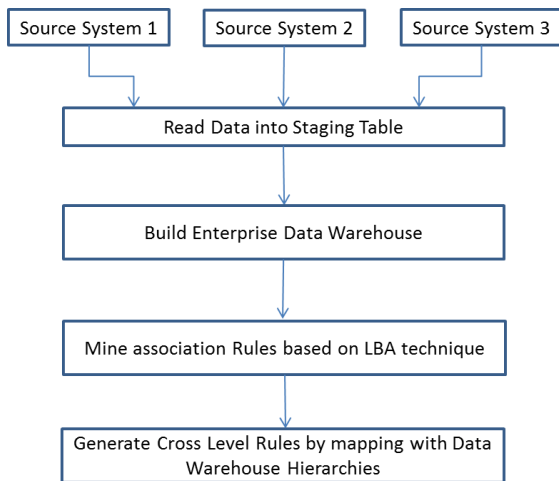 Source System 1
Source System 2
Source System 3
Read Data into Staging Table
Build Enterprise Data Warehouse
Mine association Rules based on LBA technique
Generate Cross Level Rules by mapping with Data
Warehouse Hierarchies